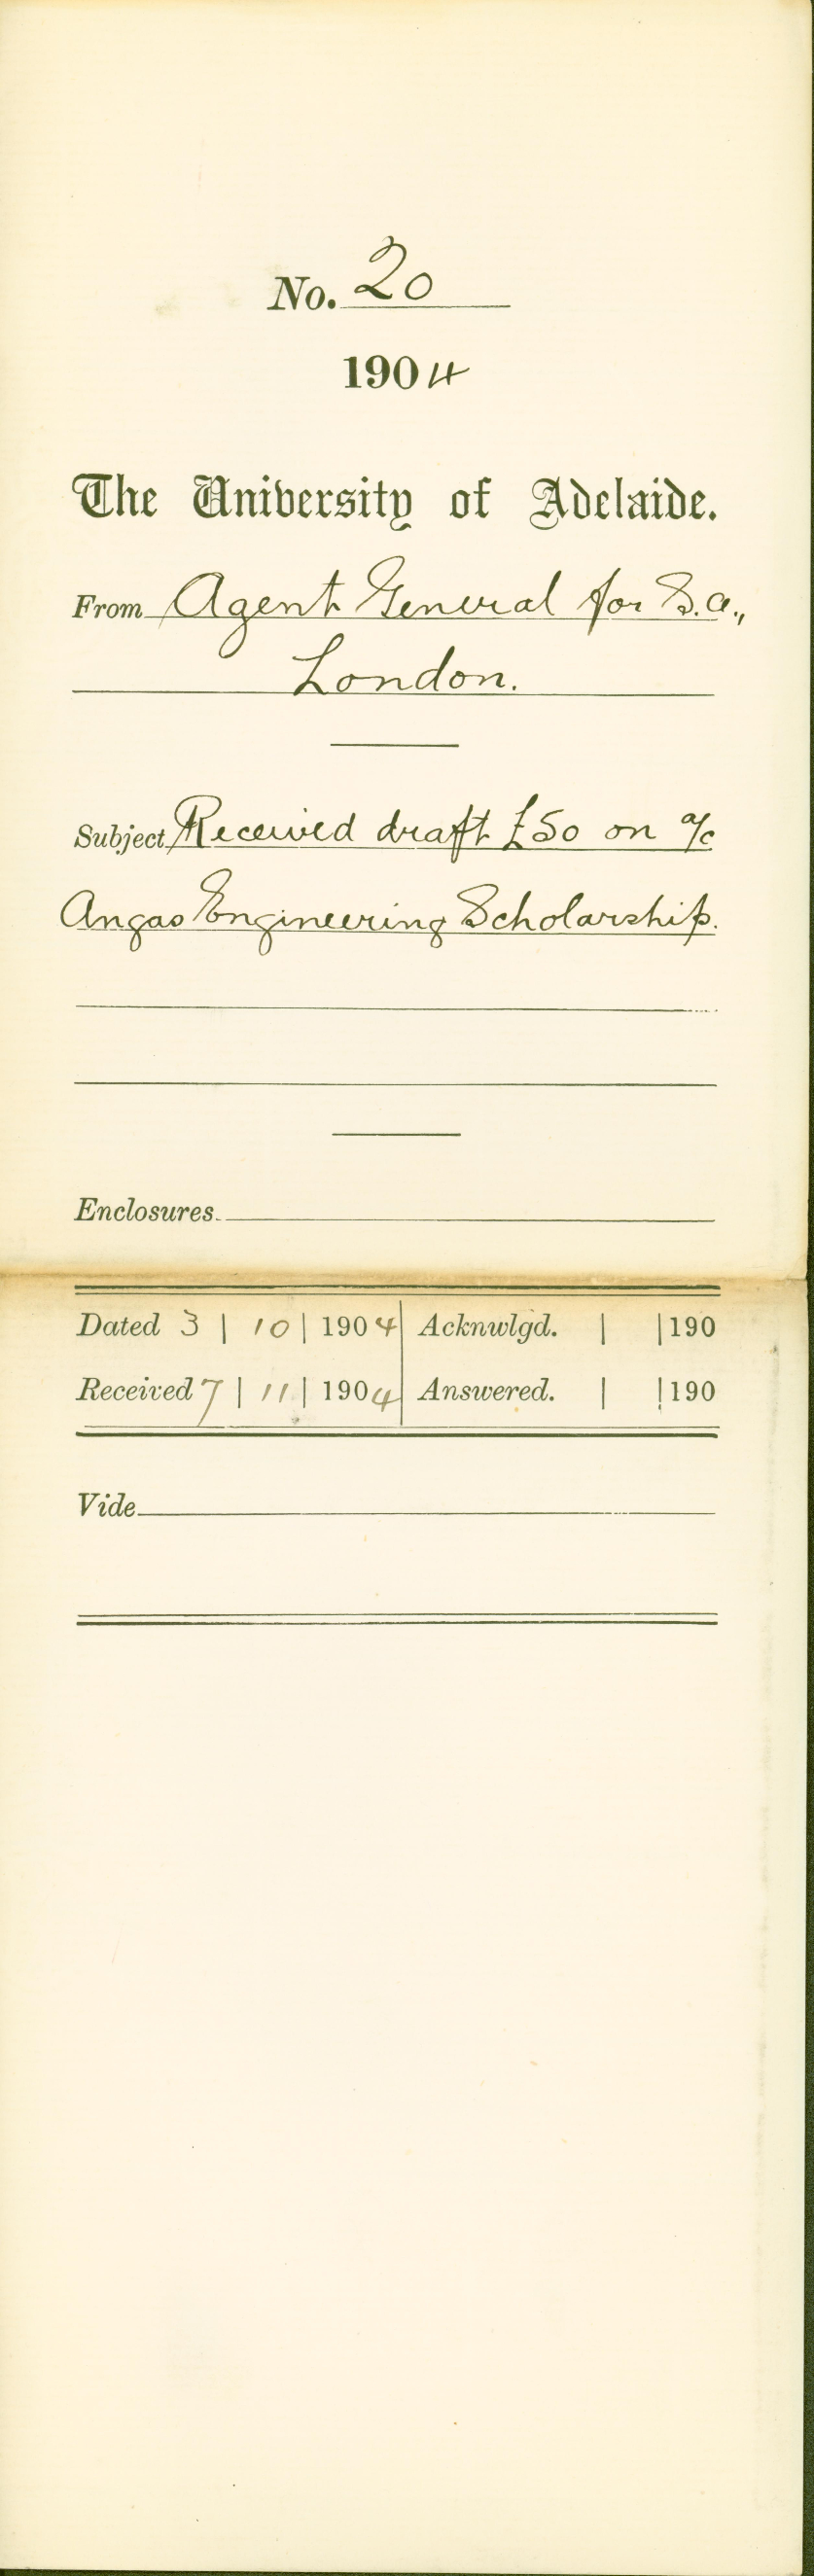 No. 20
1904
The University of Adelaide.
From Agent General for S.a.,
London.
Subject Received draft £50 on a/c
Angas Engineering Scholarship.
Enclosures
Dated 3 | 10 | 1904 Acknwlgd. | | 190
Received 7 | 11 | 1904 Answered. | | 190
Vide